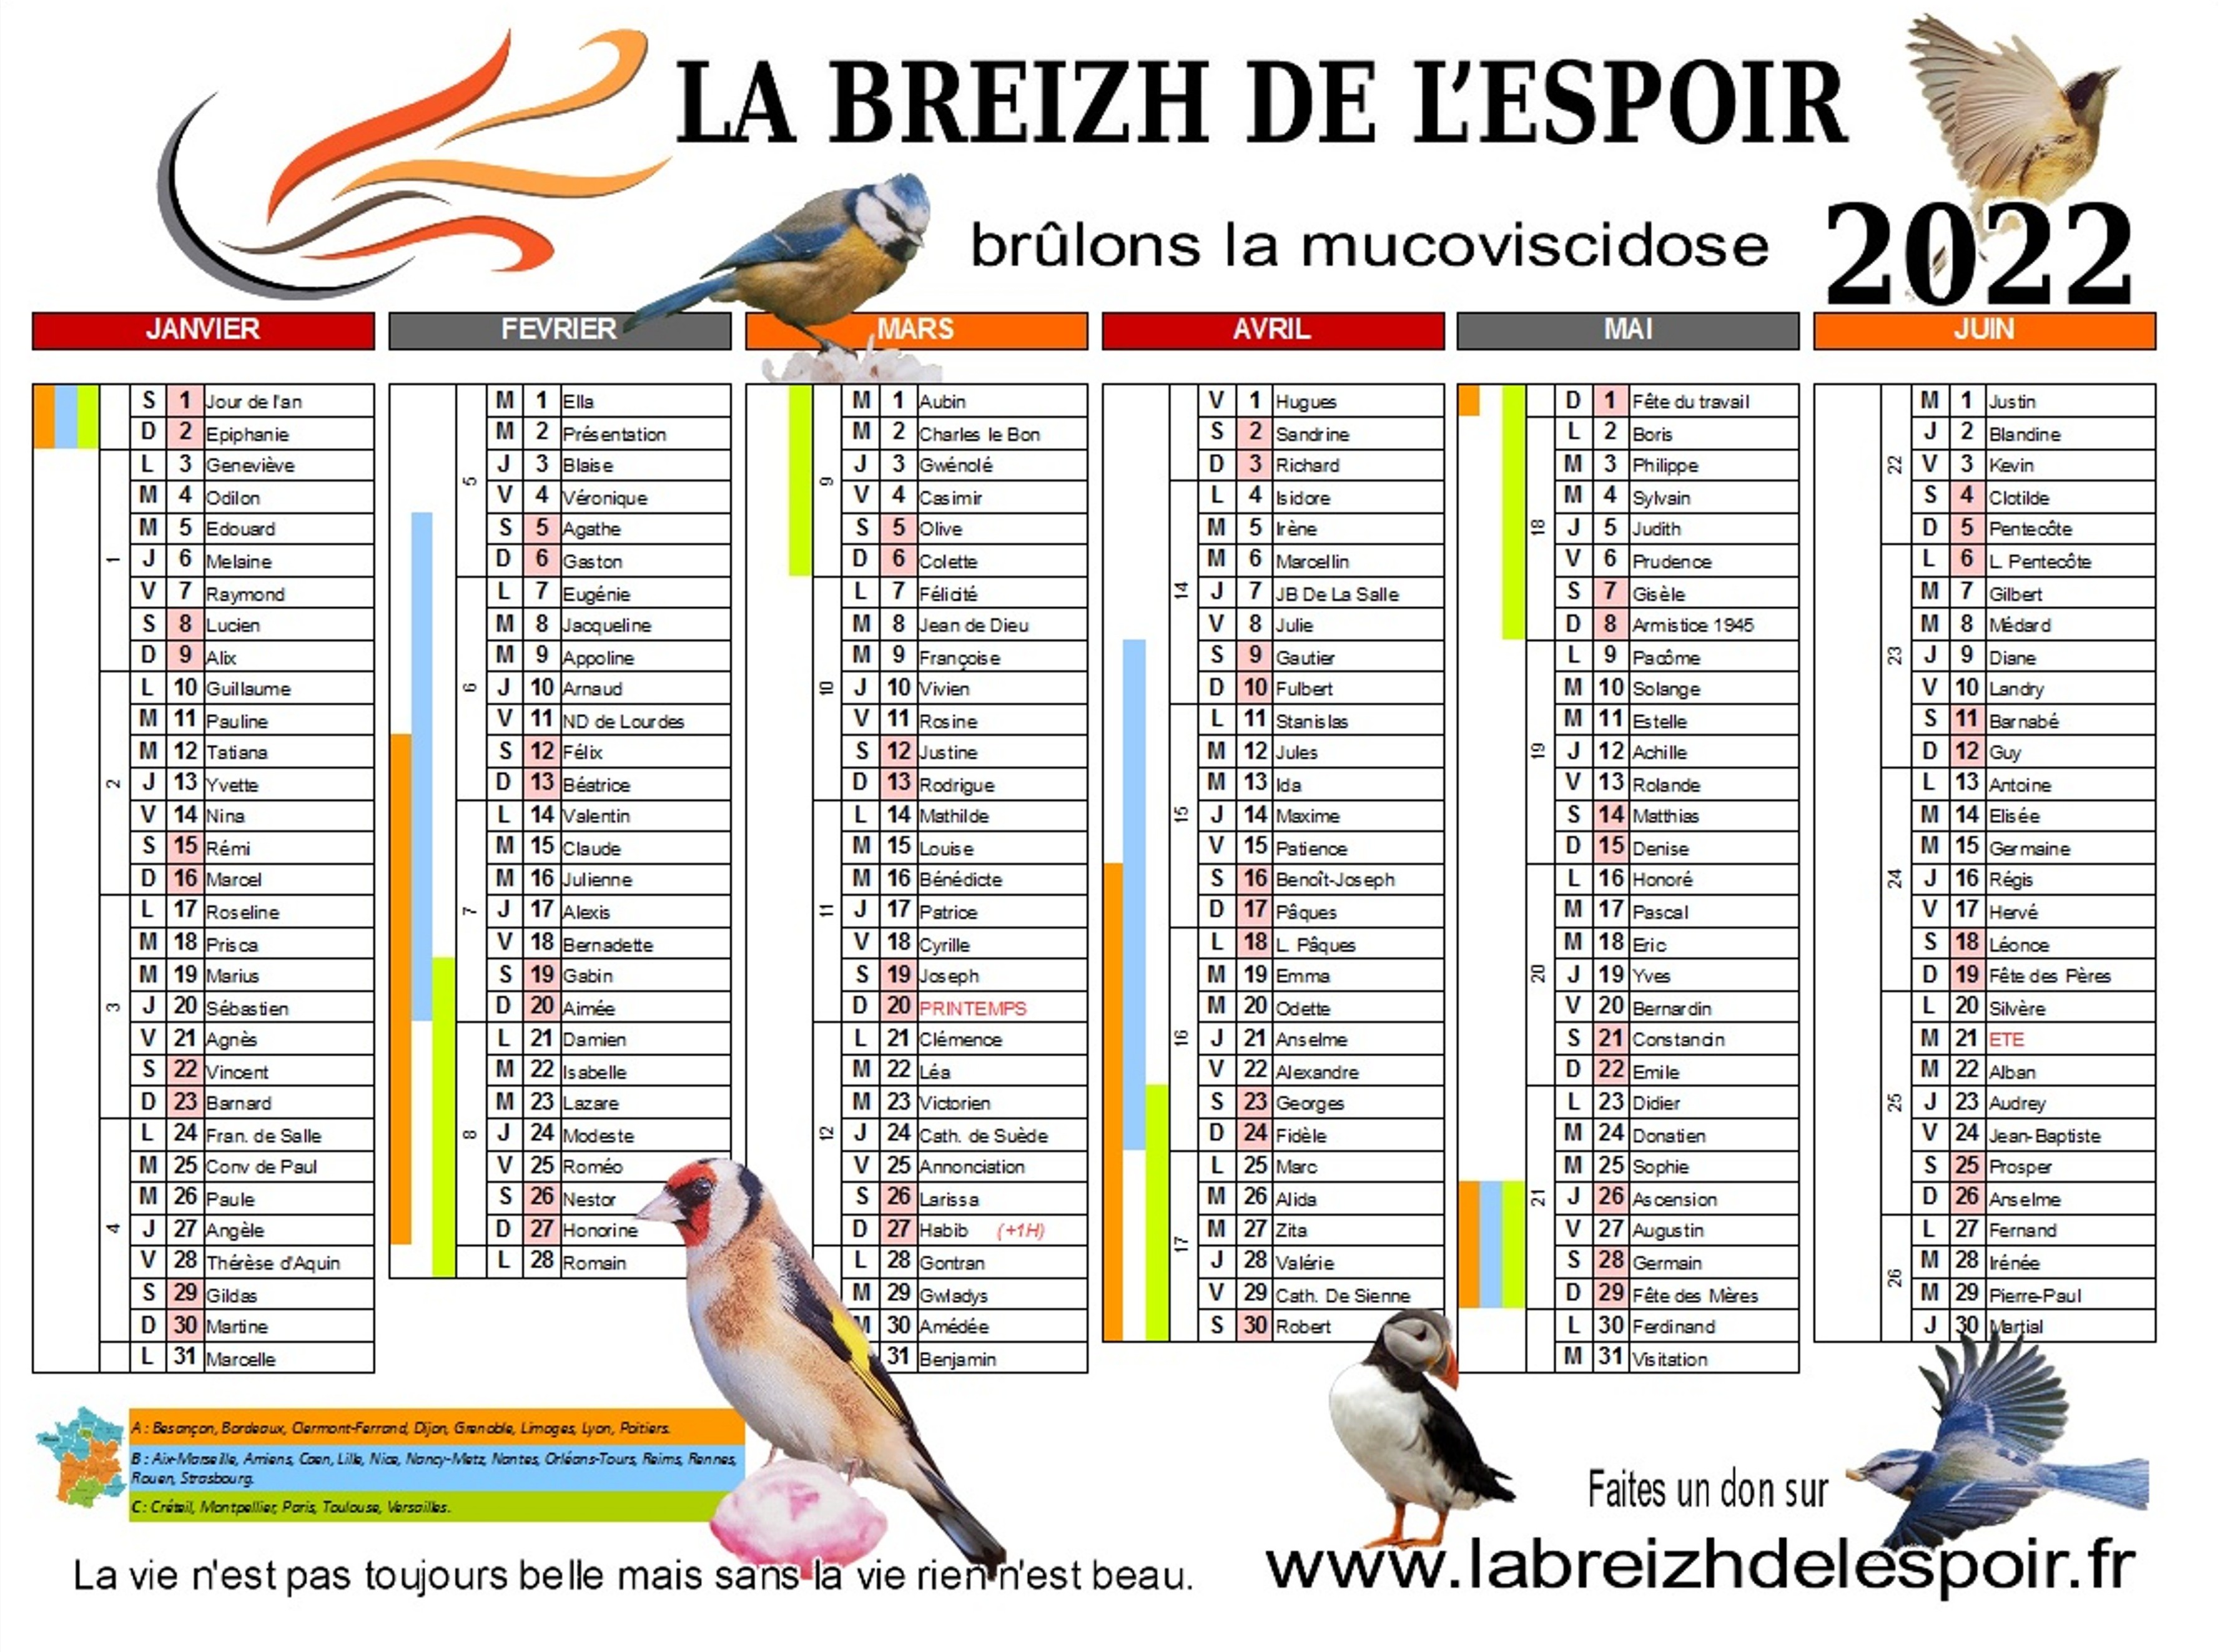 LA BREIZH DE L'ESPOIR
brûlons la mucoviscidose
2022
JANVIER
S 1 Jour de l'an
D 2 Epiphanie
1
L 3 Geneviève
M 4 Odilon
M 5 Edouard
J 6 Melaine
V 7 Raymond
S 8 Lucien
D 9 Alix
2
L 10 Guillaume
M 11 Pauline
M 12 Tatiana
J 13 Yvette
V 14 Nina
S 15 Rémi
D 16 Marcel
3
L 17 Roseline
M 18 Prisca
M 19 Marius
J 20 Sébastien
V 21 Agnès
S 22 Vincent
D 23 Barnard
4
L 24 Fran. de Salle
M 25 Conv de Paul
M 26 Paule
J 27 Angèle
V 28 Thérèse d'Aquin
S 29 Gildas
D 30 Martine
L 31 Marcelle
FEVRIER
5
M 1 Ella
M 2 Présentation
J 3 Blaise
V 4 Véronique
S 5 Agathe
D 6 Gaston
6
L 7 Eugénie
M 8 Jacqueline
M 9 Appoline
J 10 Arnaud
V 11 ND de Lourdes
S 12 Félix
D 13 Béatrice
7
L 14 Valentin
M 15 Claude
M 16 Julienne
J 17 Alexis
V 18 Bernadette
S 19 Gabin
D 20 Aimée
8
L 21 Damien
M 22 Isabelle
M 23 Lazare
J 24 Modeste
V 25 Roméo
S 26 Nestor
D 27 Honorine
L 28 Romain
MARS
9
M 1 Aubin
M 2 Charles le Bon
J 3 Gwénolé
V 4 Casimir
S 5 Olive
D 6 Colette
10
L 7 Félicité
M 8 Jean de Dieu
M 9 Françoise
J 10 Vivien
V 11 Rosine
S 12 Justine
D 13 Rodrigue
11
L 14 Mathilde
M 15 Louise
M 16 Bénédicte
J 17 Patrice
V 18 Cyrille
S 19 Joseph
D 20 PRINTEMPS
12
L 21 Clémence
M 22 Léa
M 23 Victorien
J 24 Cath. de Suède
V 25 Annonciation
S 26 Larissa
D 27 Habib (+1H)
L 28 Gontran
M 29 Gwladys
M 30 Amédée
31 Benjamin
AVRIL
V 1 Hugues
S 2 Sandrine
D 3 Richard
14
L 4 Isidore
M 5 Irène
M 6 Marcellin
J 7 JB De La Salle
V 8 Julie
S 9 Gautier
D 10 Fulbert
15
L 11 Stanislas
M 12 Jules
M 13 Ida
J 14 Maxime
V 15 Patience
S 16 Benoît-Joseph
D 17 Pâques
16
L 18 L. Pâques
M 19 Emma
M 20 Odette
J 21 Anselme
V 22 Alexandre
S 23 Georges
D 24 Fidèle
17
L 25 Marc
M 26 Alida
M 27 Zita
J 28 Valérie
V 29 Cath. De Sienne
S 30 Robert
MAI
D 1 Fête du travail
18
L 2 Boris
M 3 Philippe
M 4 Sylvain
J 5 Judith
V 6 Prudence
S 7 Gisèle
D 8 Armistice 1945
19
L 9 Pacôme
M 10 Solange
M 11 Estelle
J 12 Achille
V 13 Rolande
S 14 Matthias
D 15 Denise
20
L 16 Honoré
M 17 Pascal
M 18 Eric
J 19 Yves
V 20 Bernardin
S 21 Constancin
D 22 Emile
21
L 23 Didier
M 24 Donatien
M 25 Sophie
J 26 Ascension
V 27 Augustin
S 28 Germain
D 29 Fête des Mères
L 30 Ferdinand
M 31 Visitation
JUIN
22
M 1 Justin
J 2 Blandine
V 3 Kevin
S 4 Clotilde
D 5 Pentecôte
23
L 6 L. Pentecôte
M 7 Gilbert
M 8 Médard
J 9 Diane
V 10 Landry
S 11 Barnabé
D 12 Guy
24
L 13 Antoine
M 14 Elisée
M 15 Germaine
J 16 Régis
V 17 Hervé
S 18 Léonce
D 19 Fête des Pères
25
L 20 Silvère
M 21 ETE
M 22 Alban
J 23 Audrey
V 24 Jean-Baptiste
S 25 Prosper
D 26 Anselme
26
L 27 Fernand
M 28 Irénée
M 29 Pierre-Paul
J 30 Martial
A : Besançon, Bordeaux, Clermont-Ferrand, Dijon, Grenoble, Limoges, Lyon, Poitiers.
B : Aix-Marseille, Amiens, Caen, Lille, Nice, Nancy-Metz, Nantes, Orléans-Tours, Reims, Rennes,
Rouen, Strasbourg.
C : Créteil, Montpellier, Paris, Toulouse, Versailles.
La vie n'est pas toujours belle mais sans la vie rien n'est beau.
Faites un don sur
www.labreizhdelespoir.fr